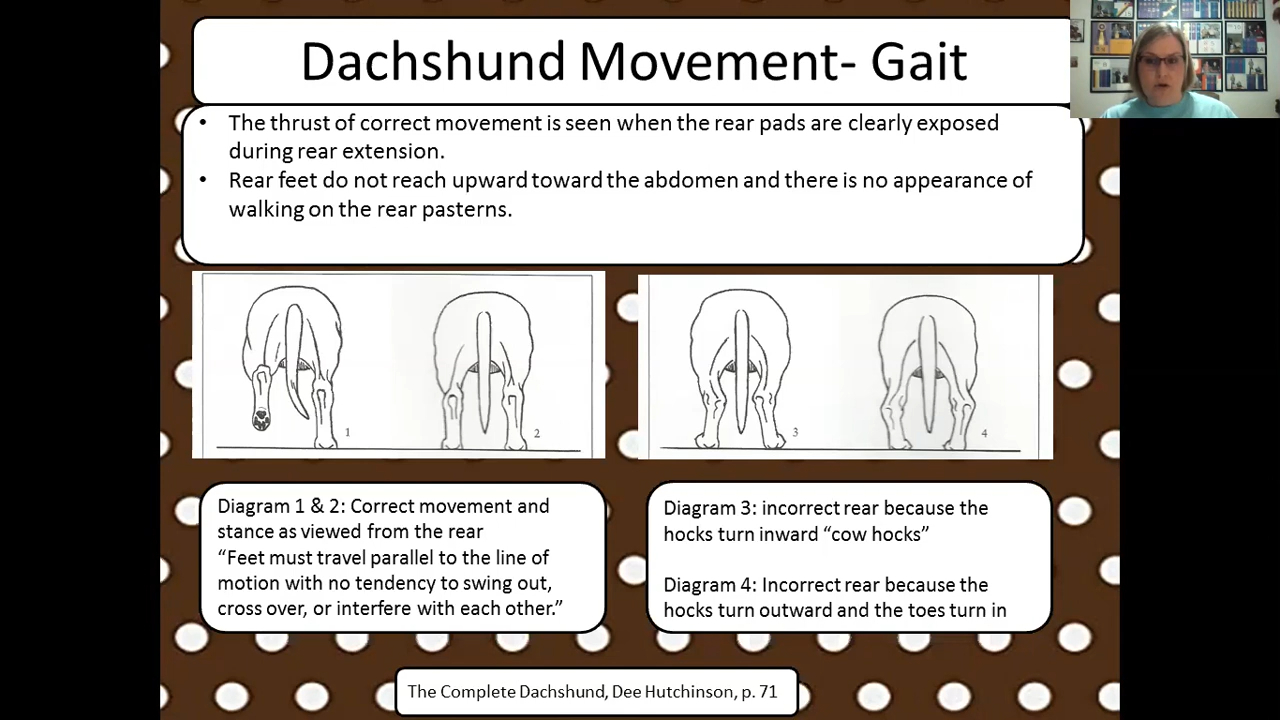 Dachshund Movement- Gait
• The thrust of correct movement is seen when the rear pads are clearly exposed
during rear extension.
• Rear feet do not reach upward toward the abdomen and there is no appearance of
walking on the rear pasterns.
1
2
3
4
Diagram 1 & 2: Correct movement and
stance as viewed from the rear
“Feet must travel parallel to the line of
motion with no tendency to swing out,
cross over, or interfere with each other.”
Diagram 3: incorrect rear because the
hocks turn inward “cow hocks”
Diagram 4: Incorrect rear because the
hocks turn outward and the toes turn in
The Complete Dachshund, Dee Hutchinson, p. 71